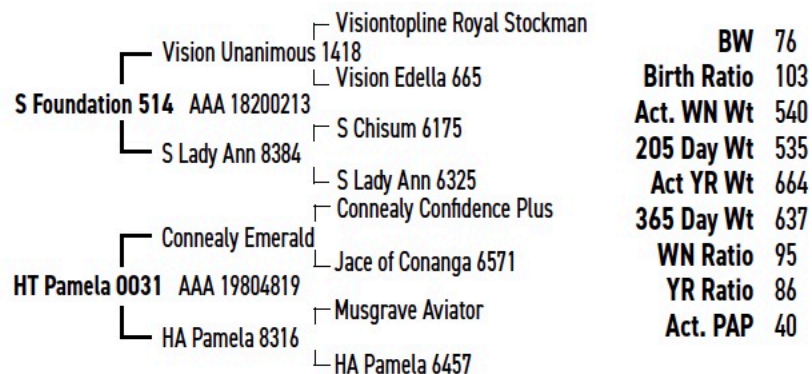 Visiontopline Royal Stockman
Vision Unanimous 1418
Vision Edella 665
S Foundation 514 AAA 18200213
S Chisum 6175
S Lady Ann 8384
S Lady Ann 6325
Connealy Confidence Plus
Connealy Emerald
Jace of Conanga 6571
HT Pamela 0031 AAA 19804819
Musgrave Aviator
HA Pamela 8316
HA Pamela 6457
BW 76
Birth Ratio 103
Act. WN Wt 540
205 Day Wt 535
Act YR Wt 664
365 Day Wt 637
WN Ratio 95
YR Ratio 86
Act. PAP 40